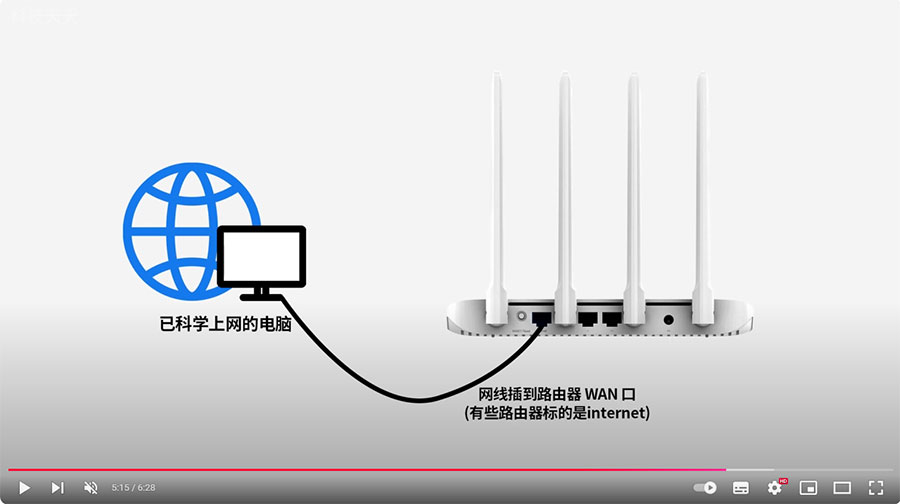 科技天天
已科学上网的电脑
网线插到路由器 WAN 口
(有些路由器标的是internet)
5:15 / 6:28
HD